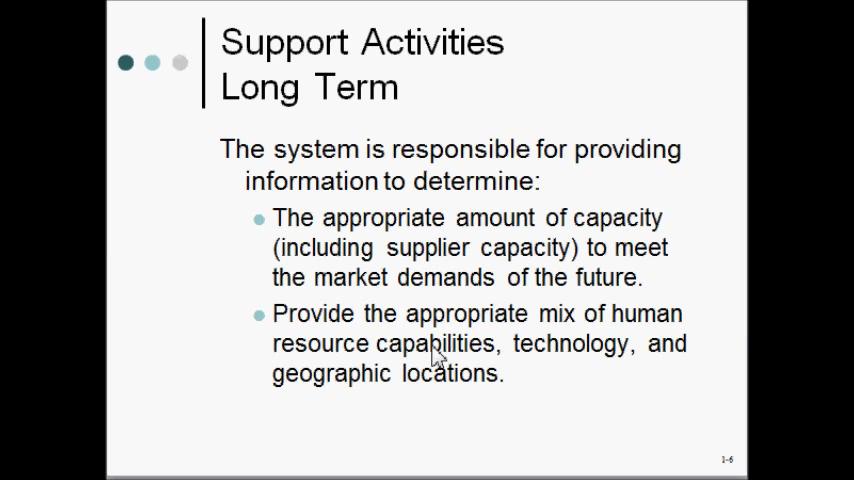 Support Activities
Long Term
The system is responsible for providing
information to determine:
The appropriate amount of capacity
(including supplier capacity) to meet
the market demands of the future.
Provide the appropriate mix of human
resource capabilities, technology, and
geographic locations.
1-6